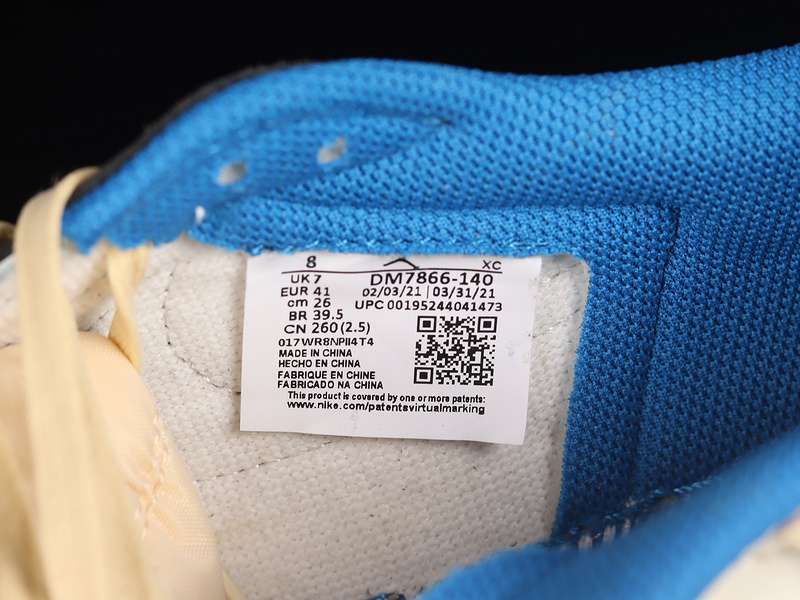 8 XC
UK 7 DM7866-140
EUR 41 02/03/21 | 03/31/21
cm 26 UPC 00195244041473
BR 39.5
CN 260 (2.5)
017WR8NPII4T4
MADE IN CHINA
HECHO EN CHINA
FABRIQUE EN CHINE
FABRICADO NA CHINA
This product is covered by one or more patents:
www.nike.com/patentsvirtualmarking